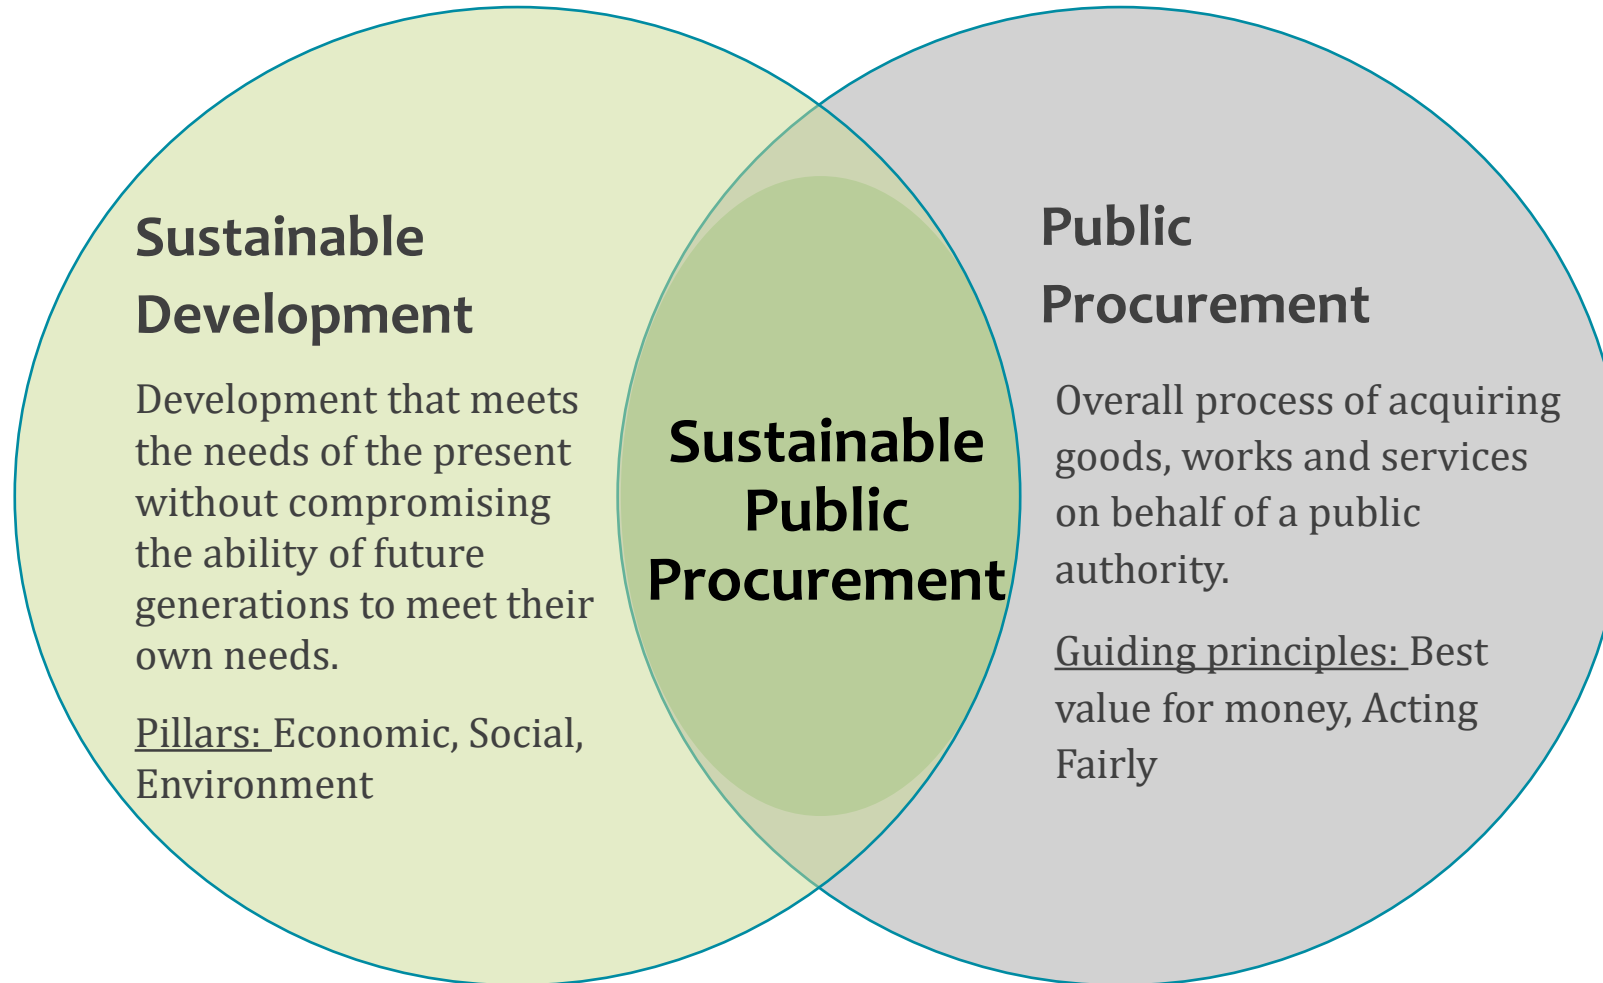 Sustainable
Development
Development that meets
the needs of the present
without compromising
the ability of future
generations to meet their
own needs.
Pillars: Economic, Social,
Environment
Sustainable
Public
Procurement
Public
Procurement
Overall process of acquiring
goods, works and services
on behalf of a public
authority.
Guiding principles: Best
value for money, Acting
Fairly